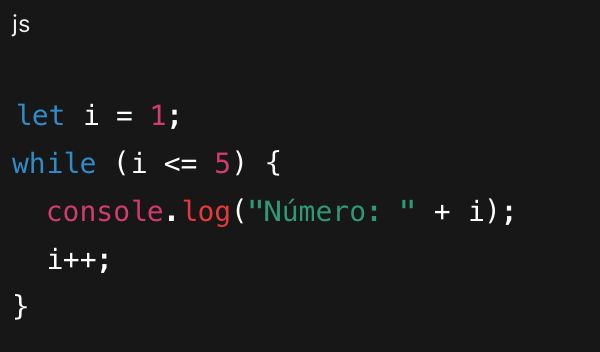 js
let i = 1;
while (i <= 5) {
  console.log("Número: " + i);
  i++;
}